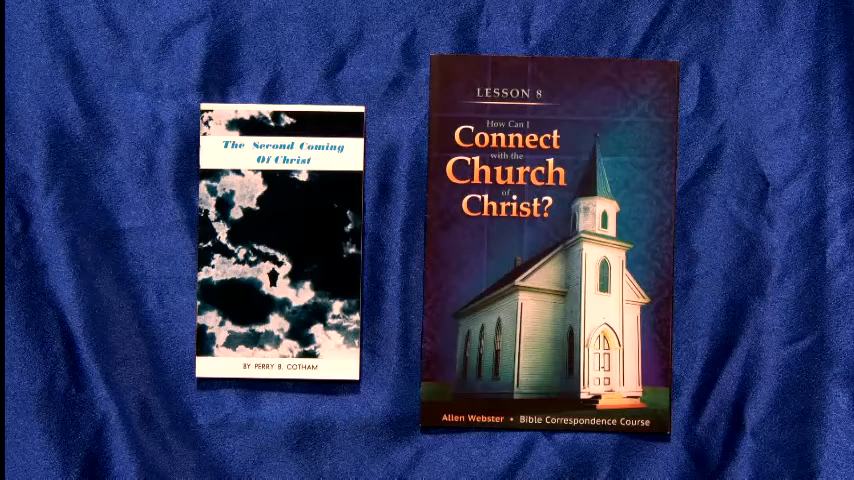 The Second Coming
Of Christ
BY PERRY B. COTHAM
LESSON 8
How Can I
Connect
with the
Church
of
Christ?
Allen Webster • Bible Correspondence Course